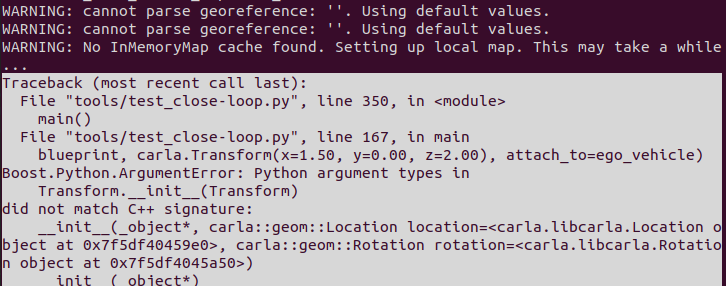 WARNING: cannot parse georeference: ''. Using default values.
WARNING: cannot parse georeference: ''. Using default values.
WARNING: No InMemoryMap cache found. Setting up local map. This may take a while
...
Traceback (most recent call last):
  File "tools/test_close-loop.py", line 350, in <module>
    main()
  File "tools/test_close-loop.py", line 167, in main
    blueprint, carla.Transform(x=1.50, y=0.00, z=2.00), attach_to=ego_vehicle)
Boost.Python.ArgumentError: Python argument types in
    Transform.__init__(Transform)
did not match C++ signature:
    __init__(_object*, carla::geom::Location location=<carla.libcarla.Location o
bject at 0x7f5df40459e0>, carla::geom::Rotation rotation=<carla.libcarla.Rotatio
n object at 0x7f5df4045a50>)
    __init__(_object*)